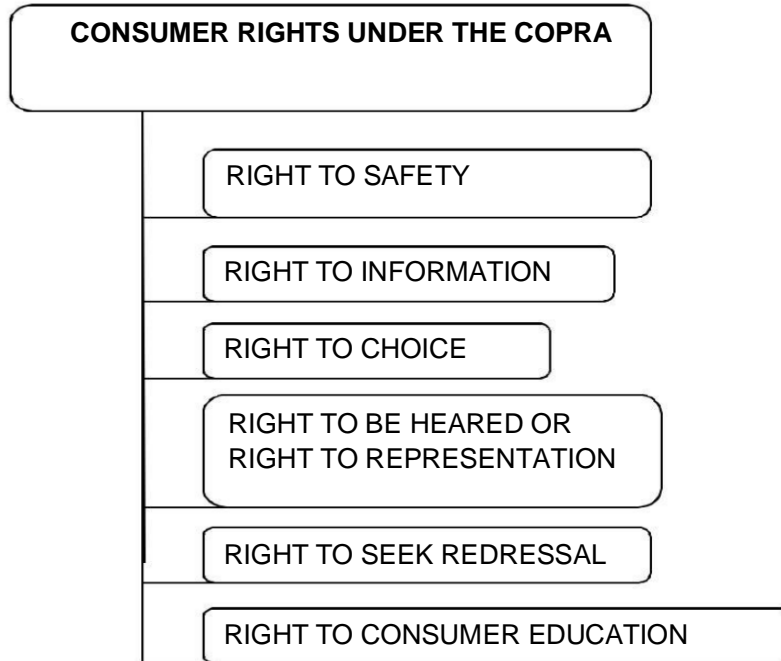 CONSUMER RIGHTS UNDER THE COPRA
RIGHT TO SAFETY
RIGHT TO INFORMATION
RIGHT TO CHOICE
RIGHT TO BE HEARED OR
RIGHT TO REPRESENTATION
RIGHT TO SEEK REDRESSAL
RIGHT TO CONSUMER EDUCATION